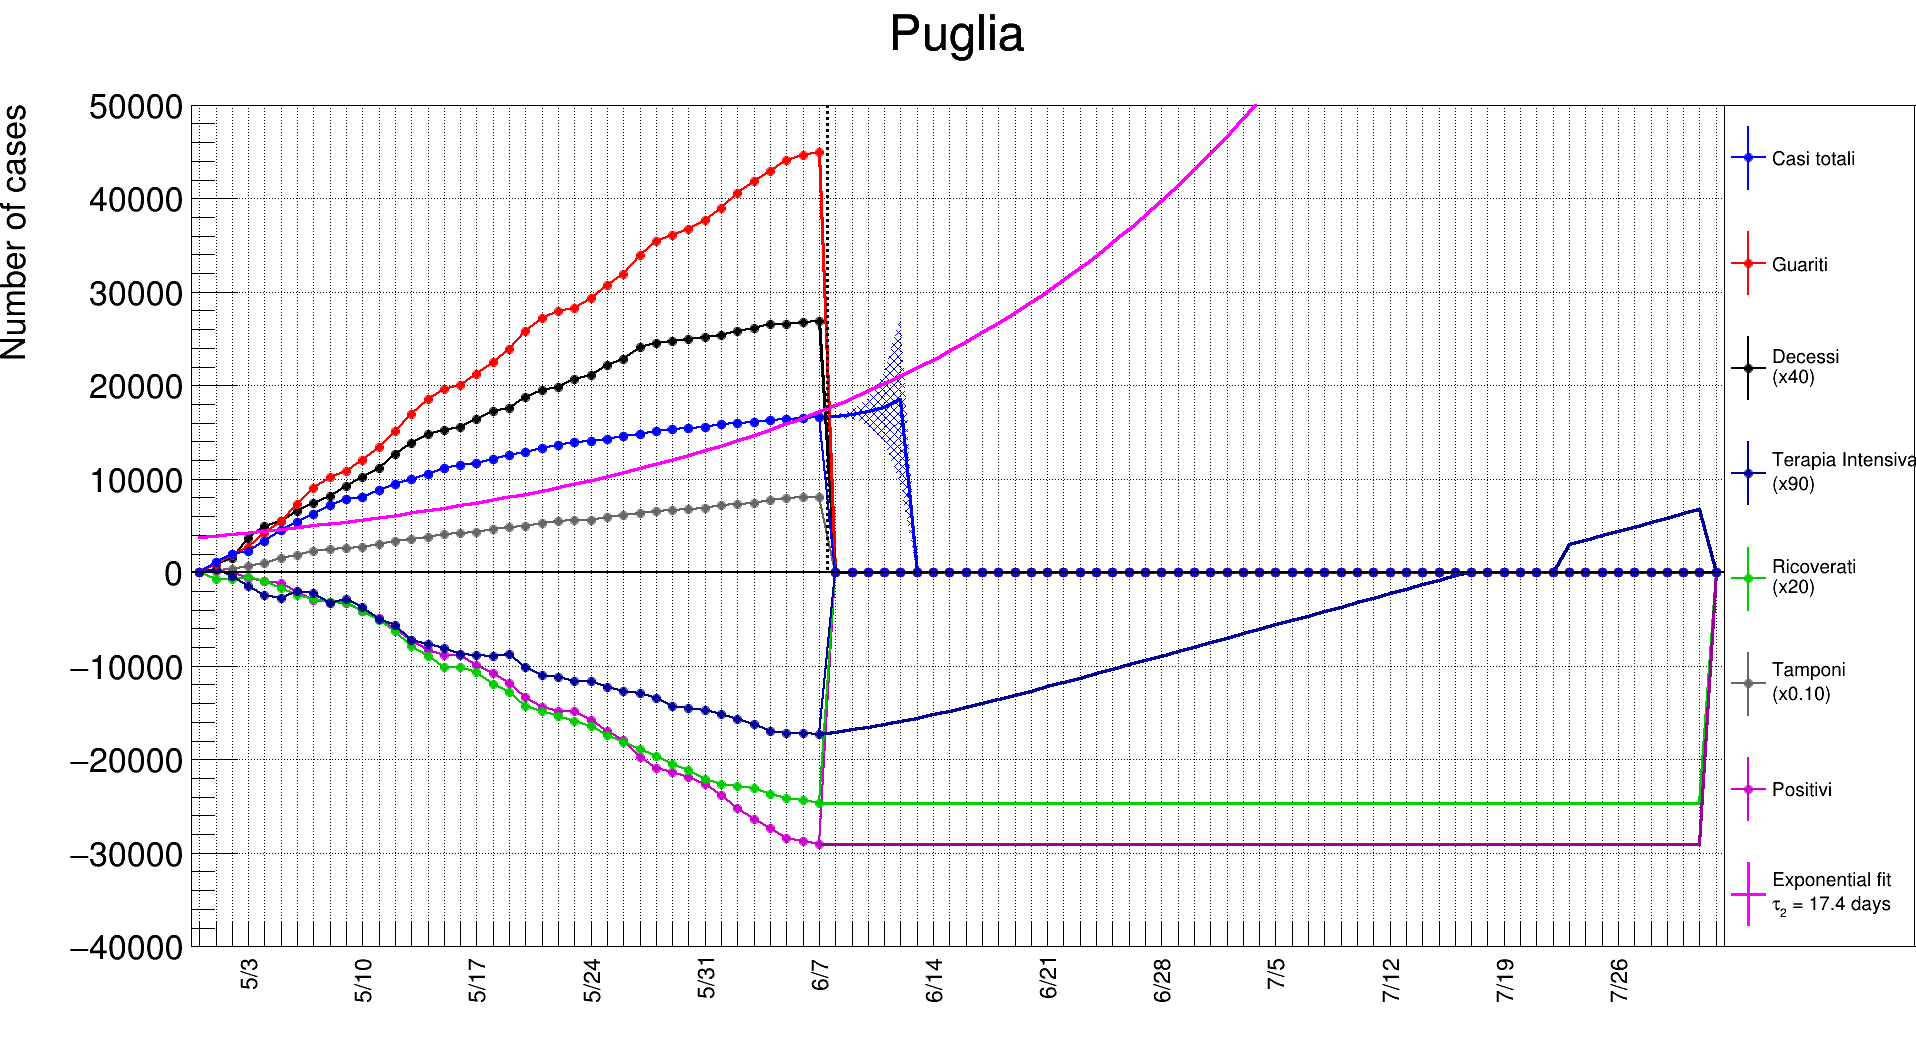 Puglia
Number of cases
50000
40000
30000
20000
10000
0
−10000
−20000
−30000
−40000
5/3
5/10
5/17
5/24
5/31
6/7
6/14
6/21
6/28
7/5
7/12
7/19
7/26
Casi totali
Guariti
Decessi
(x40)
Terapia Intensiva
(x90)
Ricoverati
(x20)
Tamponi
(x0.10)
Positivi
Exponential fit
τ2 = 17.4 days